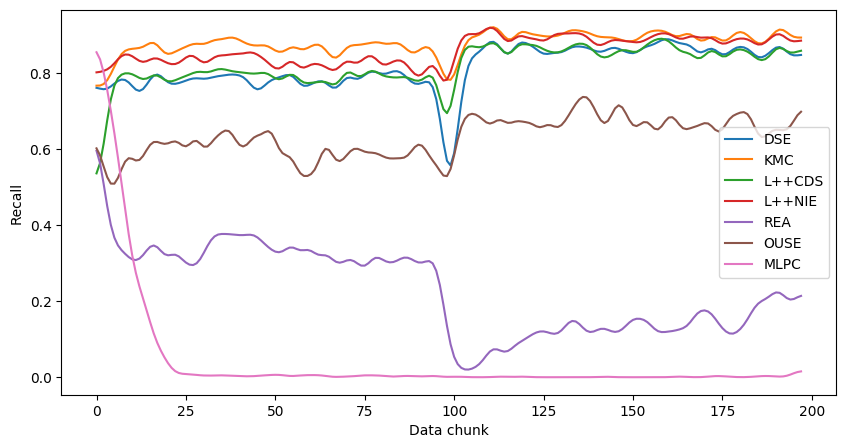 Recall
0.8
0.6
0.4
0.2
0.0
0
25
50
75
100
125
150
175
200
Data chunk
DSE
KMC
L++CDS
L++NIE
REA
OUSE
MLPC